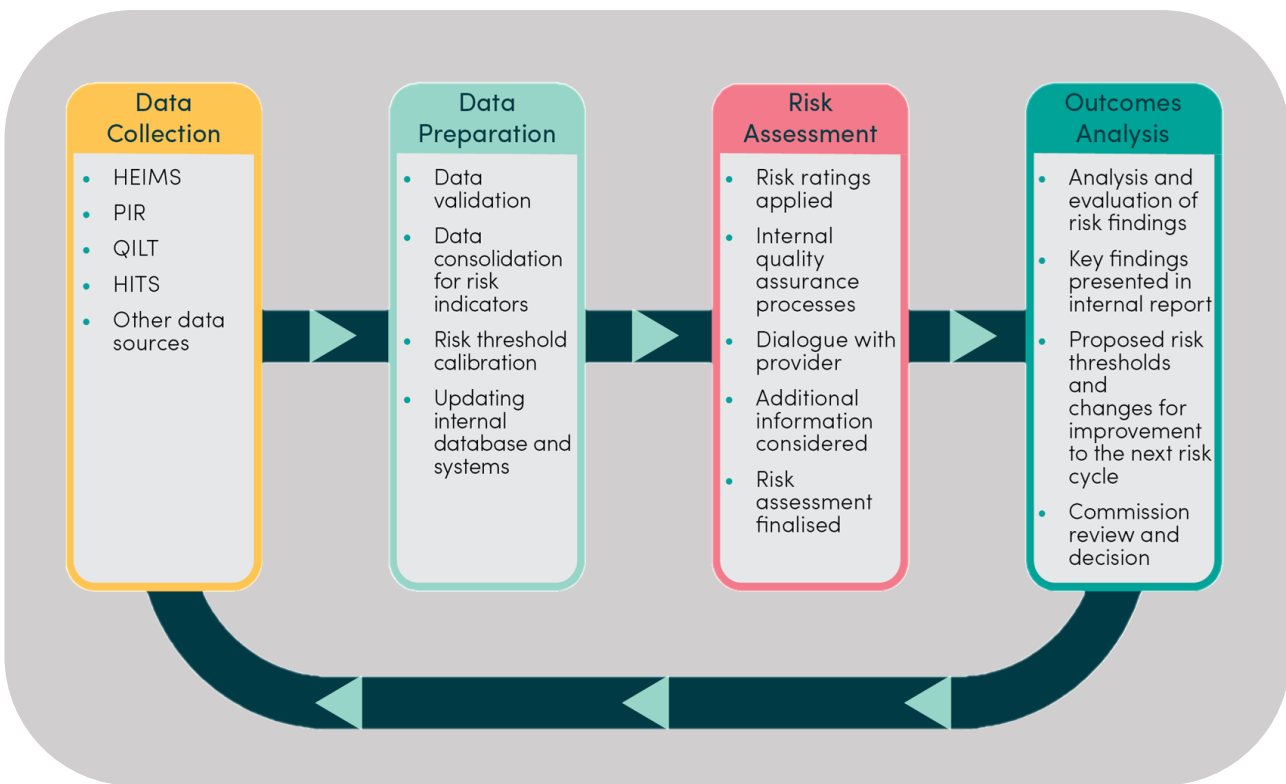 Data
Collection
HEIMS
PIR
QILT
HITS
Other data
sources
Data
Preparation
Data
validation
Data
consolidation
for risk
indicators
Risk threshold
calibration
Updating
internal
database and
systems
Risk
Assessment
Risk ratings
applied
Internal
quality
assurance
processes
Dialogue with
provider
Additional
information
considered
Risk
assessment
finalised
Outcomes
Analysis
Analysis and
evaluation of
risk findings
Key findings
presented in
internal report
Proposed risk
thresholds
and
changes for
improvement
to the next risk
cycle
Commission
review and
decision